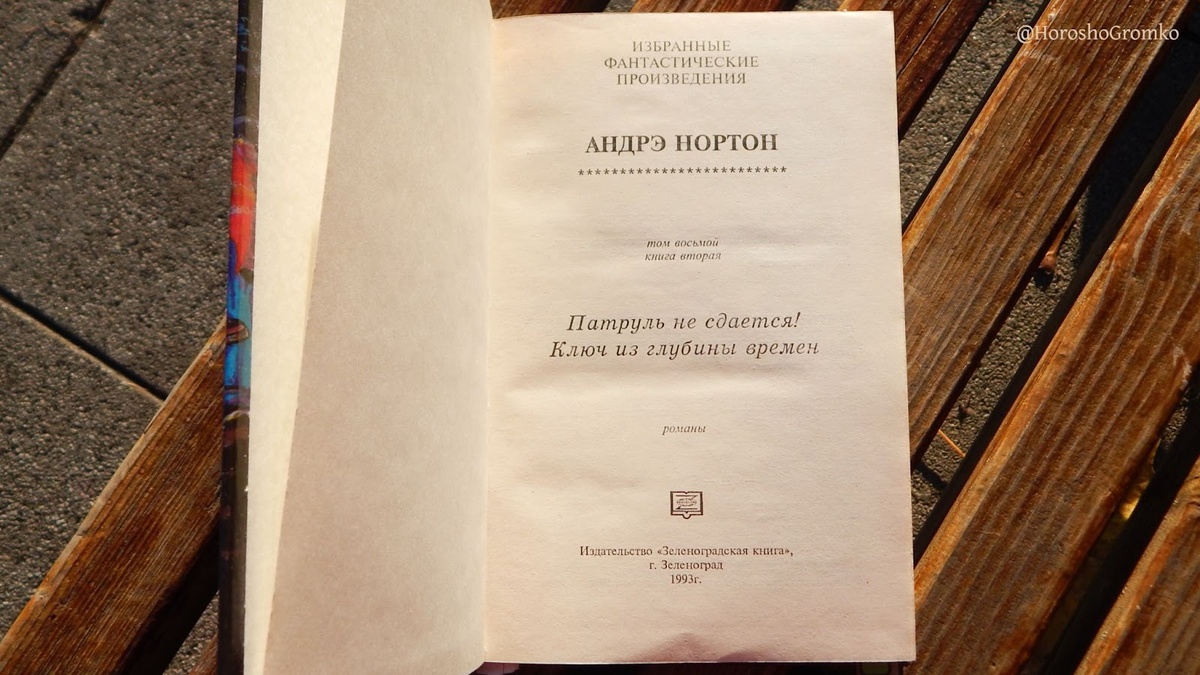 @HoroshoGromko
ИЗБРАННЫЕ
ФАНТАСТИЧЕСКИЕ
ПРОИЗВЕДЕНИЯ
АНДРЭ НОРТОН
*************************
том восьмой
книга вторая
Патруль не сдается!
Ключ из глубины времен
романы
Издательство «Зеленоградская книга»,
г. Зеленоград
1993г.